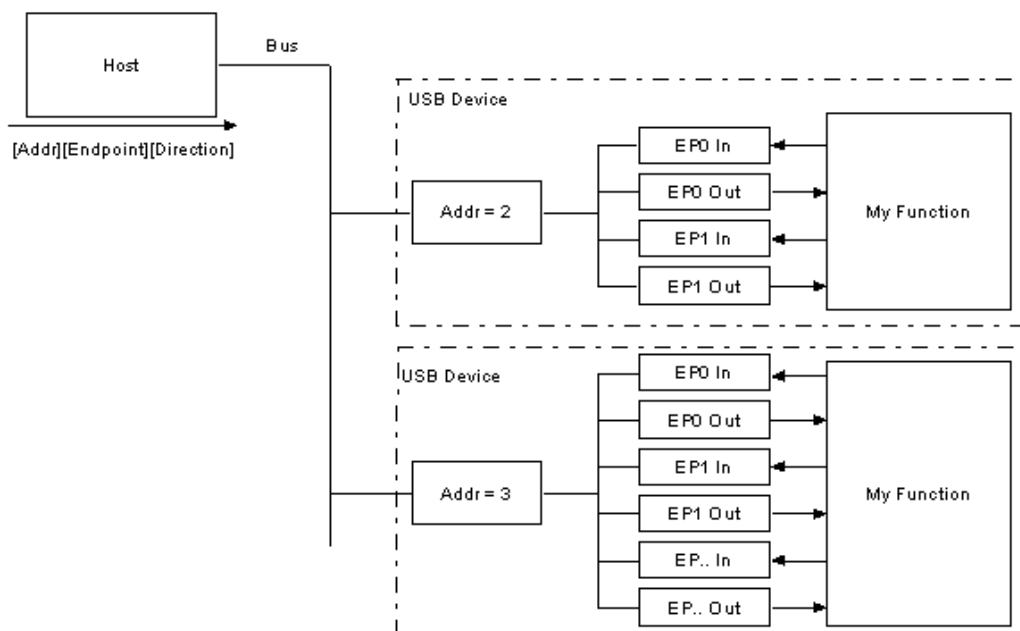 Host
Bus
[Addr][Endpoint][Direction]
USB Device
Addr = 2
EP0 In
EP0 Out
EP1 In
EP1 Out
My Function
USB Device
Addr = 3
EP0 In
EP0 Out
EP1 In
EP1 Out
EP.. In
EP.. Out
My Function